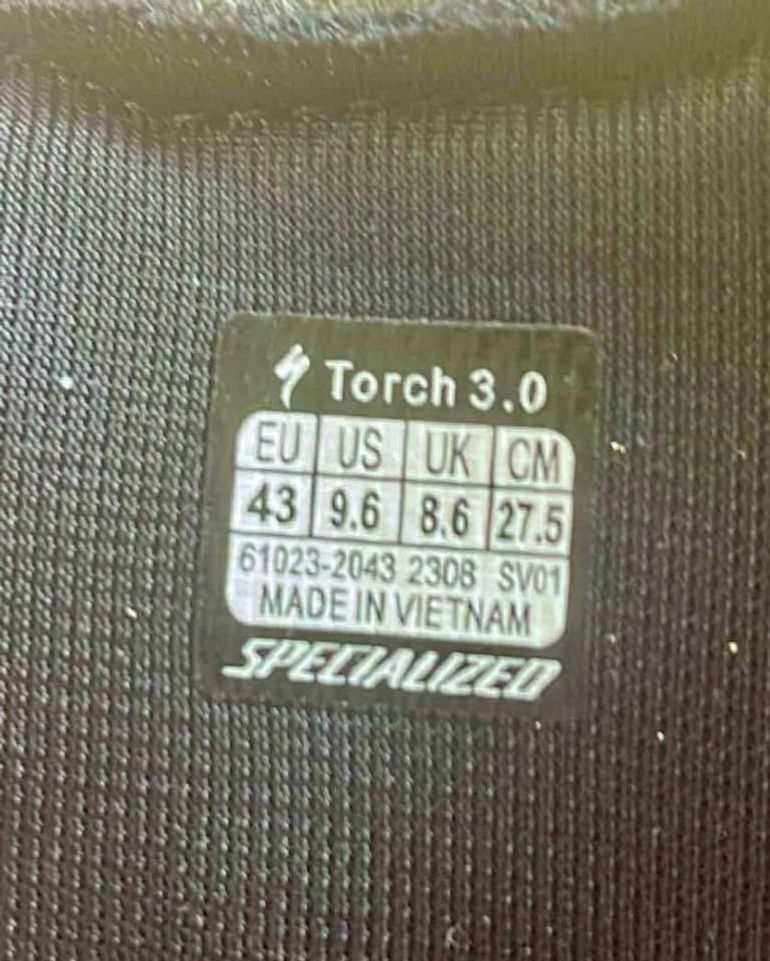 Torch 3.0
EU US UK CM
43 9.6 8.6 27.5
61023-2043 2308 SV01
MADE IN VIETNAM
SPECIALIZED